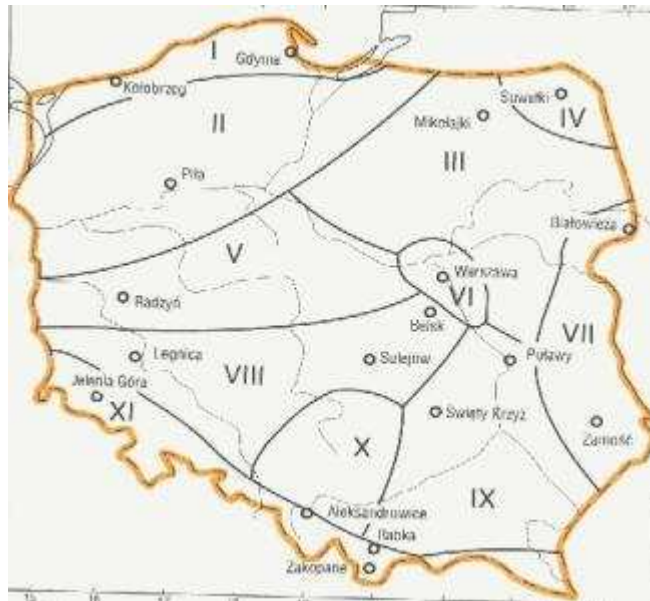 I
Gdynia
Kołobrzeg
Suwałki
IV
II
Mikołajki
III
Piła
Białowieża
V
Warszawa
VI
Radzyń
Belsk
VII
Legnica
VIII
Sulejów
Puławy
Jelenia Góra
XI
Święty Krzyż
Zamość
X
IX
Aleksandrowice
Rabka
Zakopane